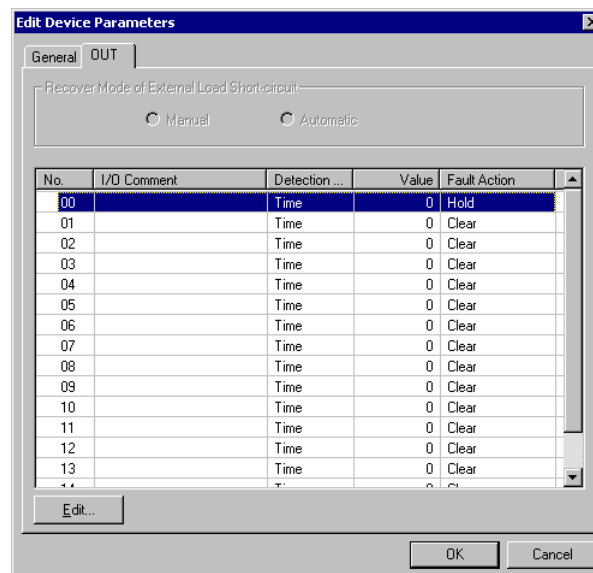 Edit Device Parameters
General OUT
Recover Mode of External Load Short-circuit
Manual Automatic
No. I/O Comment Detection ... Value Fault Action
00 Time 0 Hold
01 Time 0 Clear
02 Time 0 Clear
03 Time 0 Clear
04 Time 0 Clear
05 Time 0 Clear
06 Time 0 Clear
07 Time 0 Clear
08 Time 0 Clear
09 Time 0 Clear
10 Time 0 Clear
11 Time 0 Clear
12 Time 0 Clear
13 Time 0 Clear
Edit...
OK Cancel